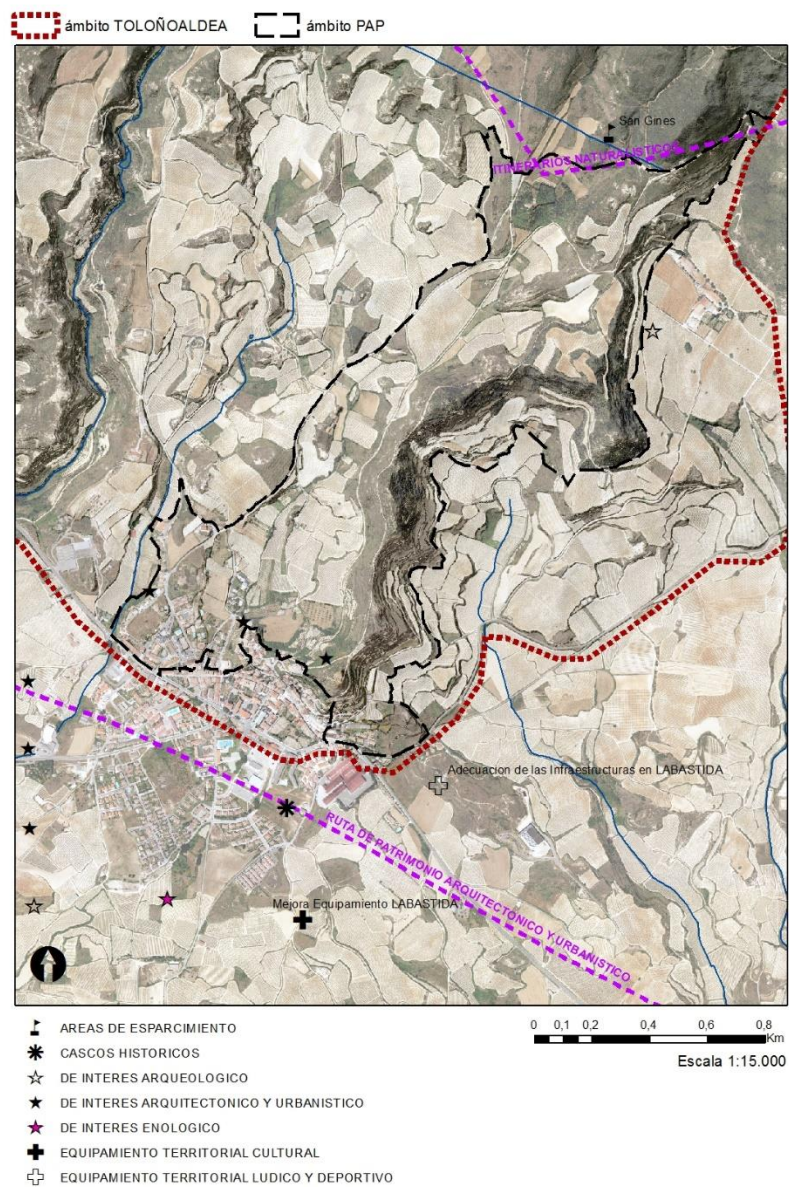 ámbito TOLOÑOALDEA ámbito PAP
San Gines
ITINERARIOS NATURALISTICOS
Adecuacion de las Infraestructuras en LABASTIDA
RUTA DE PATRIMONIO ARQUITECTONICO Y URBANISTICO
Mejora Equipamiento LABASTIDA
AREAS DE ESPARCIMIENTO
CASCOS HISTORICOS
DE INTERES ARQUEOLOGICO
DE INTERES ARQUITECTONICO Y URBANISTICO
DE INTERES ENOLOGICO
EQUIPAMIENTO TERRITORIAL CULTURAL
EQUIPAMIENTO TERRITORIAL LUDICO Y DEPORTIVO
0 0,1 0,2 0,4 0,6 0,8
Km
Escala 1:15.000